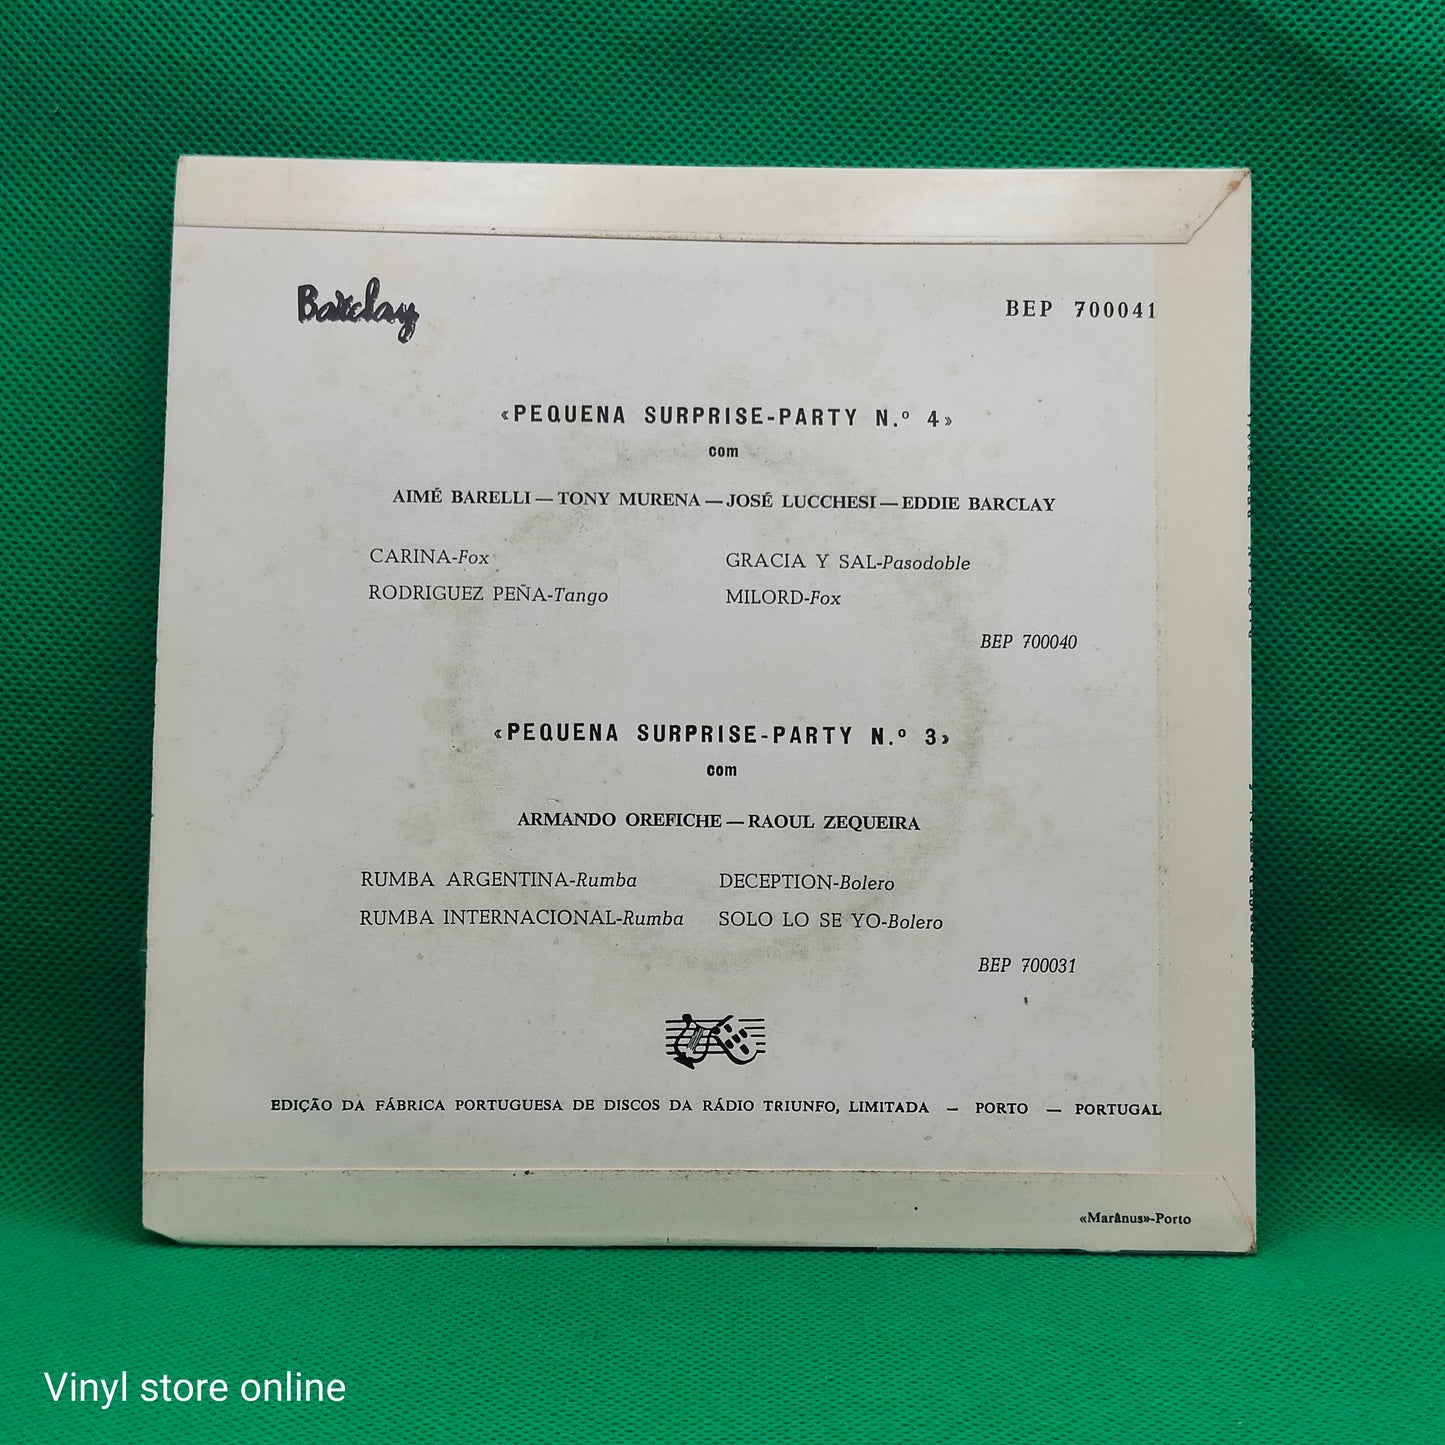 Barclay
BEP 700041
«PEQUENA SURPRISE-PARTY N.º 4»
com
AIMÉ BARELLI — TONY MURENA — JOSÉ LUCCHESI — EDDIE BARCLAY
CARINA-Fox GRACIA Y SAL-Pasodoble
RODRIGUEZ PEÑA-Tango MILORD-Fox
BEP 700040
«PEQUENA SURPRISE-PARTY N.º 3»
com
ARMANDO OREFICHE — RAOUL ZEQUEIRA
RUMBA ARGENTINA-Rumba DECEPTION-Bolero
RUMBA INTERNACIONAL-Rumba SOLO LO SE YO-Bolero
BEP 700031
EDIÇÃO DA FÁBRICA PORTUGUESA DE DISCOS DA RÁDIO TRIUNFO, LIMITADA — PORTO — PORTUGAL
«Marânus»-Porto
Vinyl store online